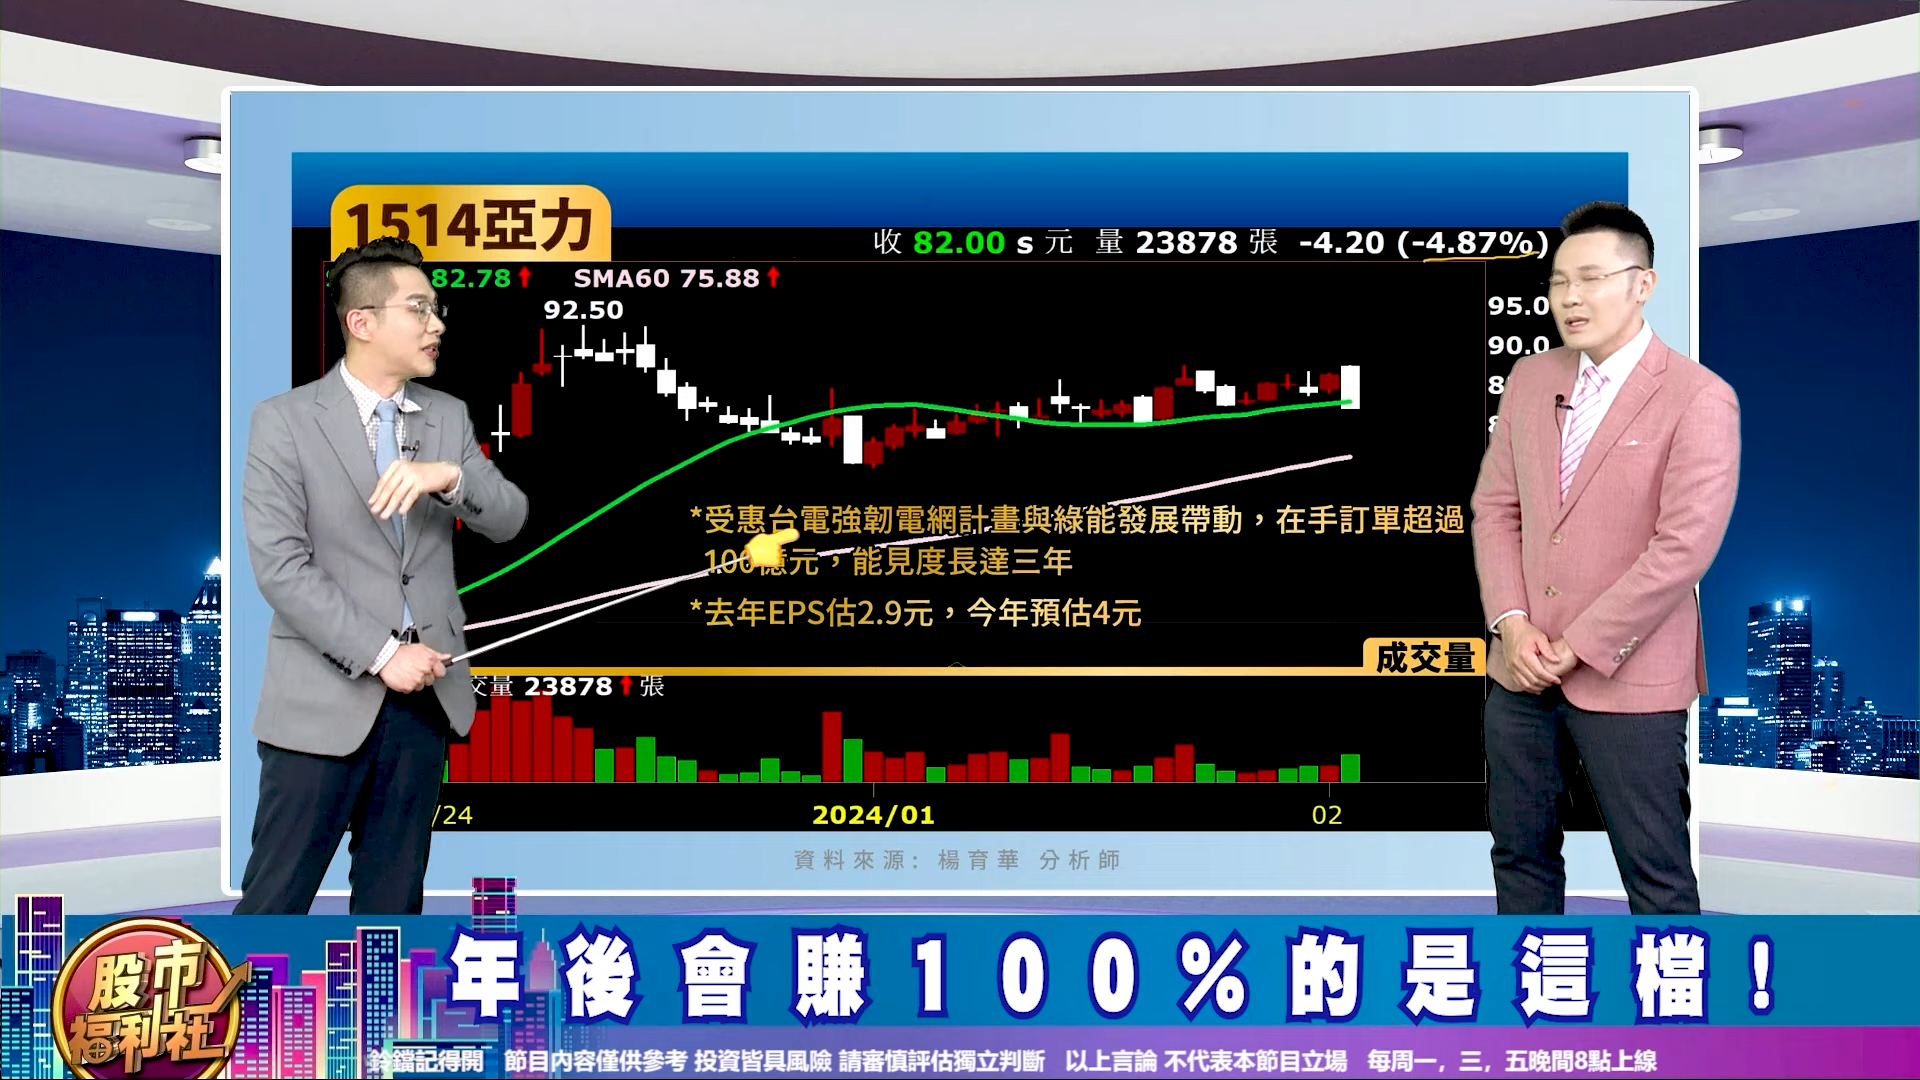 1514亞力
收 82.00 s 元 量 23878 張 -4.20 (-4.87%)
82.78↑ SMA60 75.88↑
92.50
95.0
90.0
*受惠台電強韌電網計畫與綠能發展帶動，在手訂單超過
100億元，能見度長達三年
*去年EPS估2.9元，今年預估4元
成交量
交量 23878↑張
/24
2024/01
02
資料來源: 楊育華 分析師
年後會賺100%的是這檔!
股市
福利社
鈴鐺記得開 節目內容僅供參考 投資皆具風險 請審慎評估獨立判斷 以上言論 不代表本節目立場 每周一, 三, 五晚間8點上線